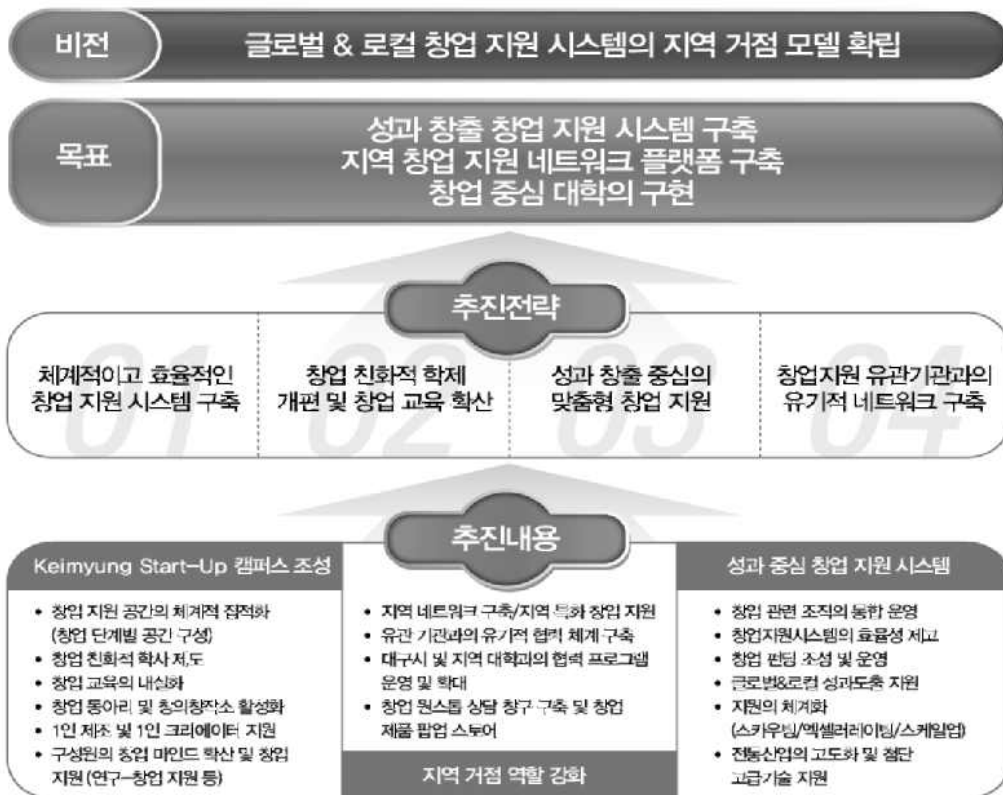 비전
글로벌 & 로컬 창업 지원 시스템의 지역 거점 모델 확립
목표
성과 창출 창업 지원 시스템 구축
지역 창업 지원 네트워크 플랫폼 구축
창업 중심 대학의 구현
추진전략
01
체계적이고 효율적인
창업 지원 시스템 구축
02
창업 친화적 학제
개편 및 창업 교육 확산
03
성과 창출 중심의
맞춤형 창업 지원
04
창업지원 유관기관과의
유기적 네트워크 구축
추진내용
Keimyung Start-Up 캠퍼스 조성
• 창업 지원 공간의 체계적 집적화
(창업 단계별 공간 구성)
• 창업 친화적 학사 제도
• 창업 교육의 내실화
• 창업 동아리 및 창의창작소 활성화
• 1인 제조 및 1인 크리에이터 지원
• 구성원의 창업 마인드 확산 및 창업
지원 (연구-창업 지원 등)
• 지역 네트워크 구축/지역 특화 창업 지원
• 유관 기관과의 유기적 협력 체계 구축
• 대구시 및 지역 대학과의 협력 프로그램
운영 및 확대
• 창업 원스톱 상담 창구 구축 및 창업
제품 팝업 스토어
지역 거점 역할 강화
성과 중심 창업 지원 시스템
• 창업 관련 조직의 통합 운영
• 창업지원시스템의 효율성 제고
• 창업 펀딩 조성 및 운영
• 글로벌&로컬 성과도출 지원
• 지원의 체계화
(스카우팅/엑셀러레이팅/스케일업)
• 전통산업의 고도화 및 첨단
고급기술 지원